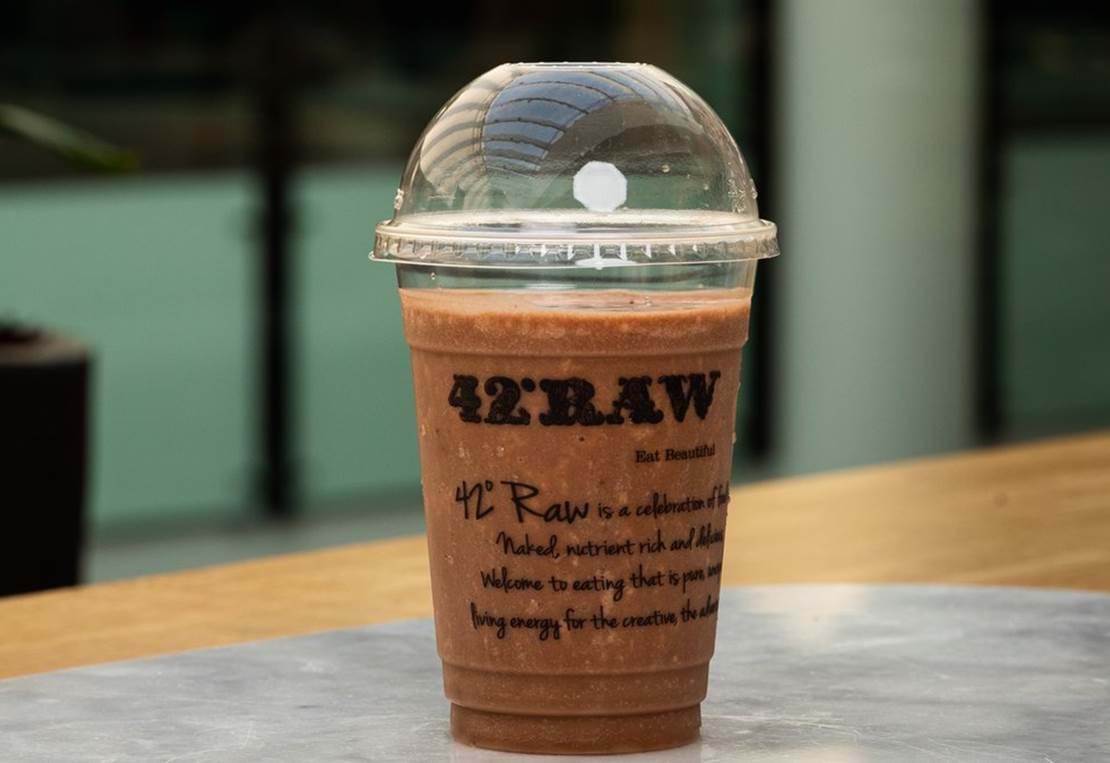 42°RAW
Eat Beautiful
42° Raw is a celebration of
Naked, nutrient rich and
Welcome to eating that is pure,
living energy for the creative, the